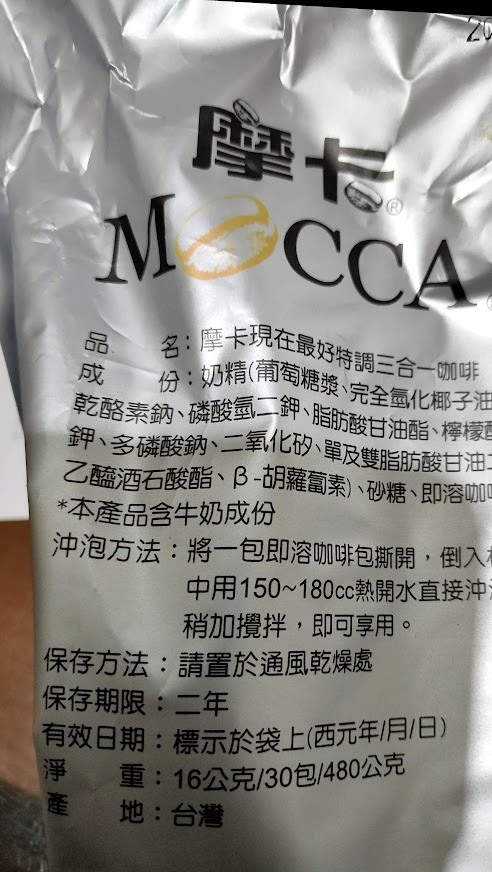 20
摩卡®
MOCCA
品 名:摩卡現在最好特調三合一咖啡
成 份:奶精(葡萄糖漿、完全氫化椰子油
乾酪素鈉、磷酸氫二鉀、脂肪酸甘油酯、檸檬酸
鉀、多磷酸鈉、二氧化矽、單及雙脂肪酸甘油二
乙醯酒石酸酯、β-胡蘿蔔素)、砂糖、即溶咖啡
*本產品含牛奶成份
沖泡方法：將一包即溶咖啡包撕開，倒入
中用150~180cc熱開水直接沖
稍加攪拌，即可享用。
保存方法：請置於通風乾燥處
保存期限：二年
有效日期：標示於袋上(西元年/月/日)
淨 重：16公克/30包/480公克
產 地：台灣